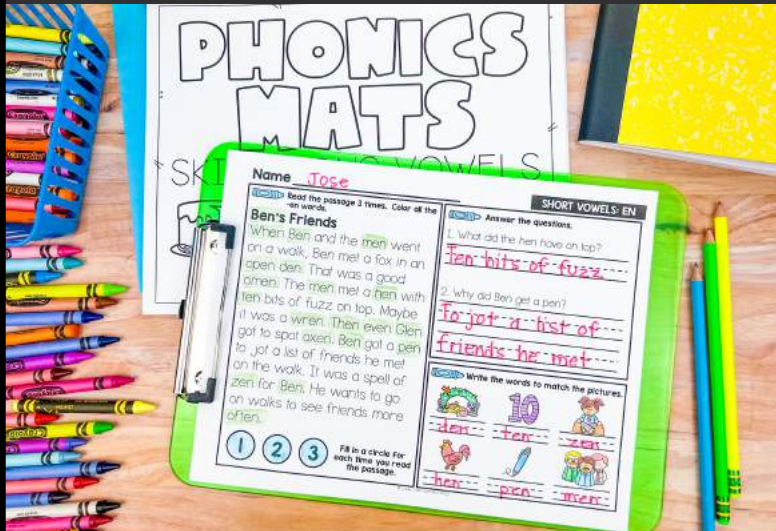 PHONICS
MATS
VOWELS
Name Jose
SHORT VOWELS: EN
Read the passage 3 times. Color all the
-en words.
Ben's Friends
When Ben and the men went
on a walk, Ben met a fox in an
open den. That was a good
omen. The men met a hen with
ten bits of fuzz on top. Maybe
it was a wren. Then even Glen
got to spot oxen. Ben got a pen
to jot a list of friends he met
on the walk. It was a spell of
zen for Ben. He wants to go
on walks to see friends more
often.
1 2 3
Fill in a circle for
each time you read
the passage.
Answer the questions.
1. What did the hen have on top?
Ten bits of fuzz
2. Why did Ben get a pen?
To jot a list of
friends he met
Write the words to match the pictures.
10
den ten zen
hen pen men